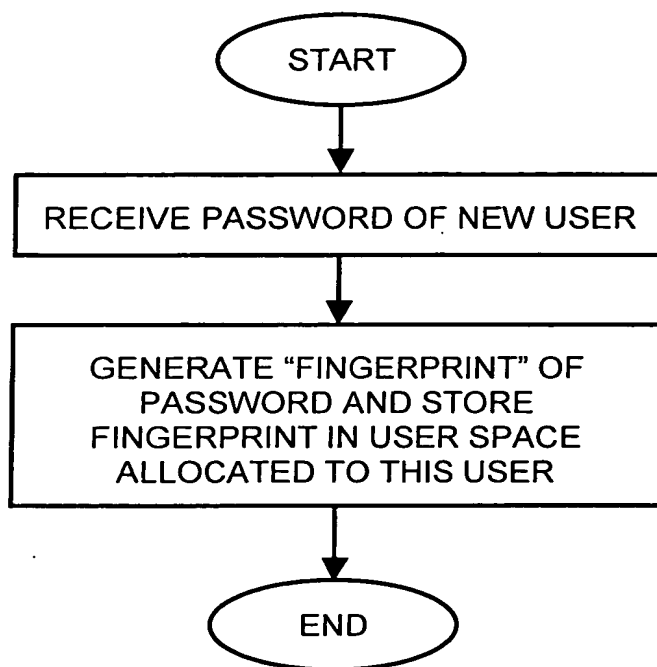 START
RECEIVE PASSWORD OF NEW USER
GENERATE “FINGERPRINT” OF
PASSWORD AND STORE
FINGERPRINT IN USER SPACE
ALLOCATED TO THIS USER
END